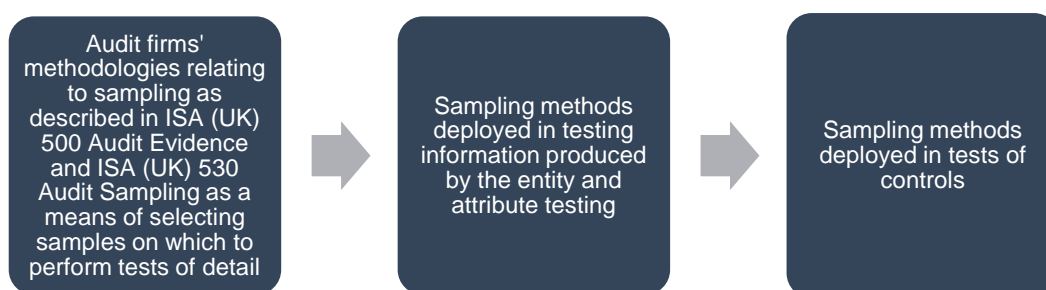 Audit firms'
methodologies relating
to sampling as
described in ISA (UK)
500 Audit Evidence
and ISA (UK) 530
Audit Sampling as a
means of selecting
samples on which to
perform tests of detail
Sampling methods
deployed in testing
information produced
by the entity and
attribute testing
Sampling methods
deployed in tests of
controls